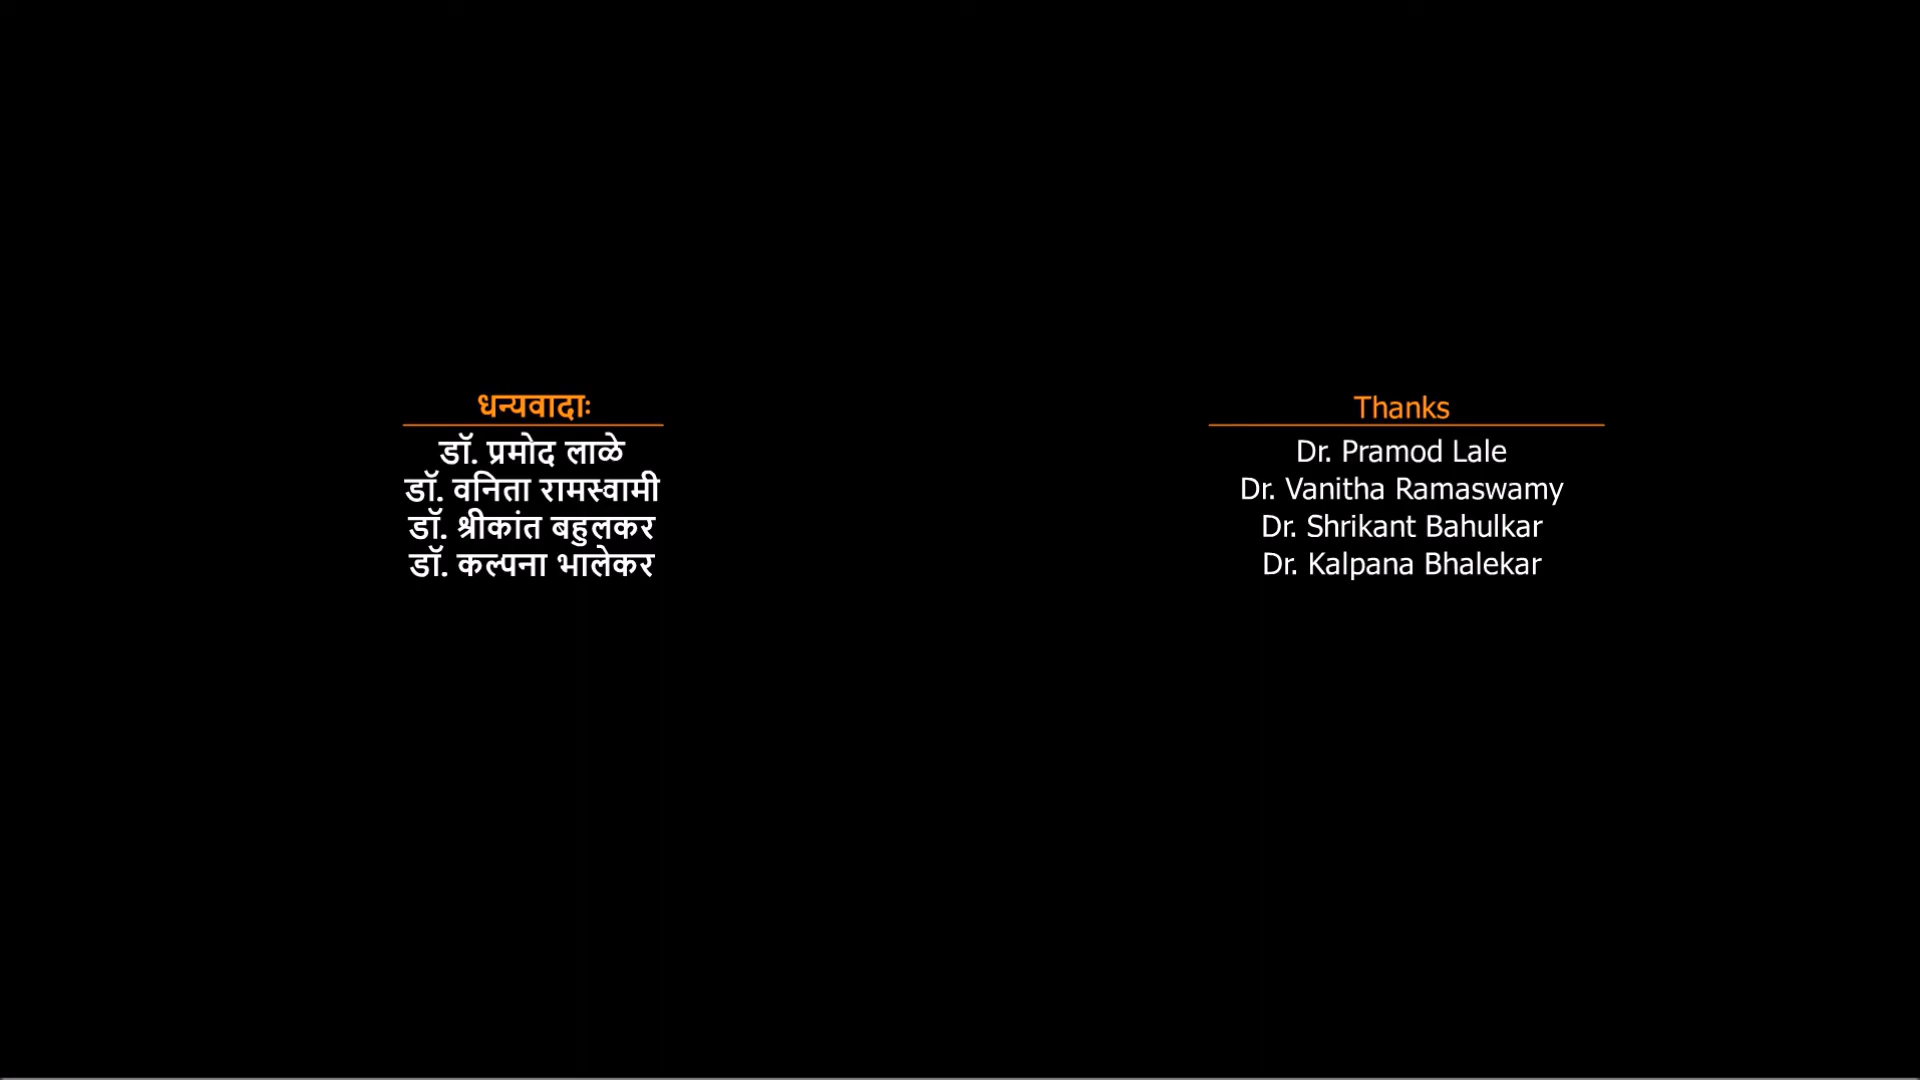 धन्यवादाः
डॉ. प्रमोद लाळे
डॉ. वनिता रामस्वामी
डॉ. श्रीकांत बहुलकर
डॉ. कल्पना भालेकर
Thanks
Dr. Pramod Lale
Dr. Vanitha Ramaswamy
Dr. Shrikant Bahulkar
Dr. Kalpana Bhalekar